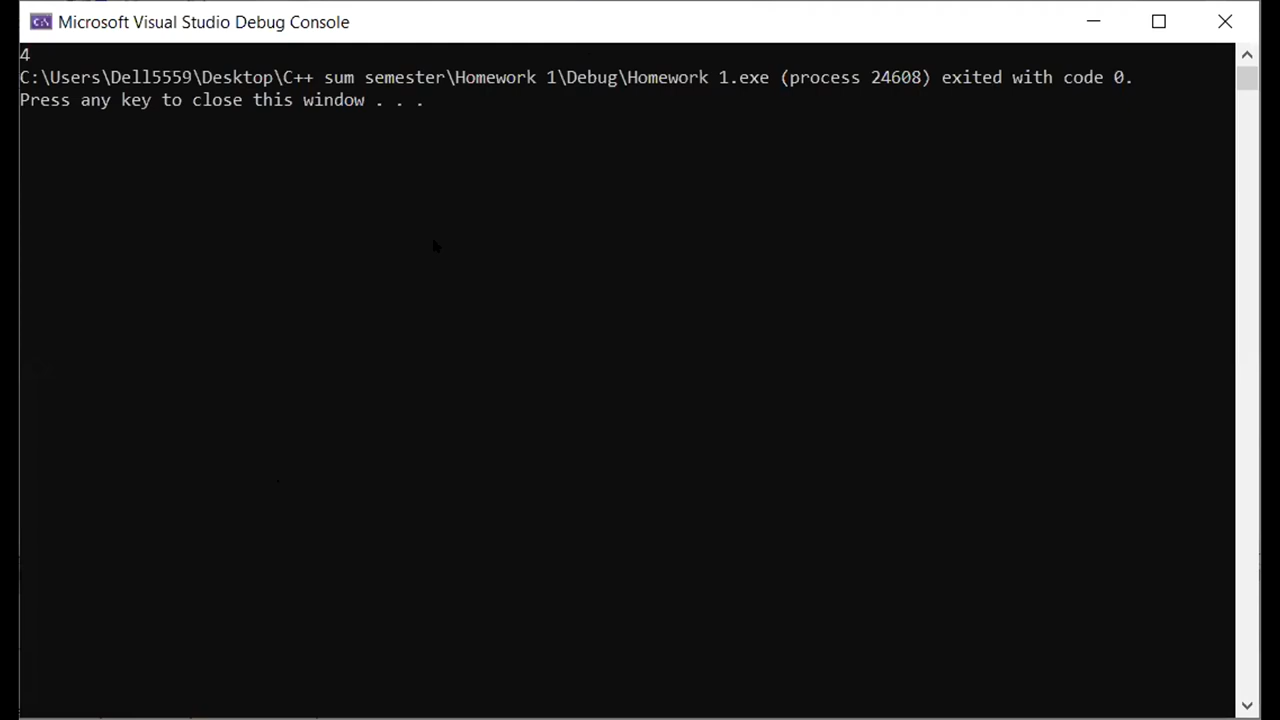 Microsoft Visual Studio Debug Console
4
C:\Users\Dell5559\Desktop\C++ sum semester\Homework 1\Debug\Homework 1.exe (process 24608) exited with code 0.
Press any key to close this window . . .